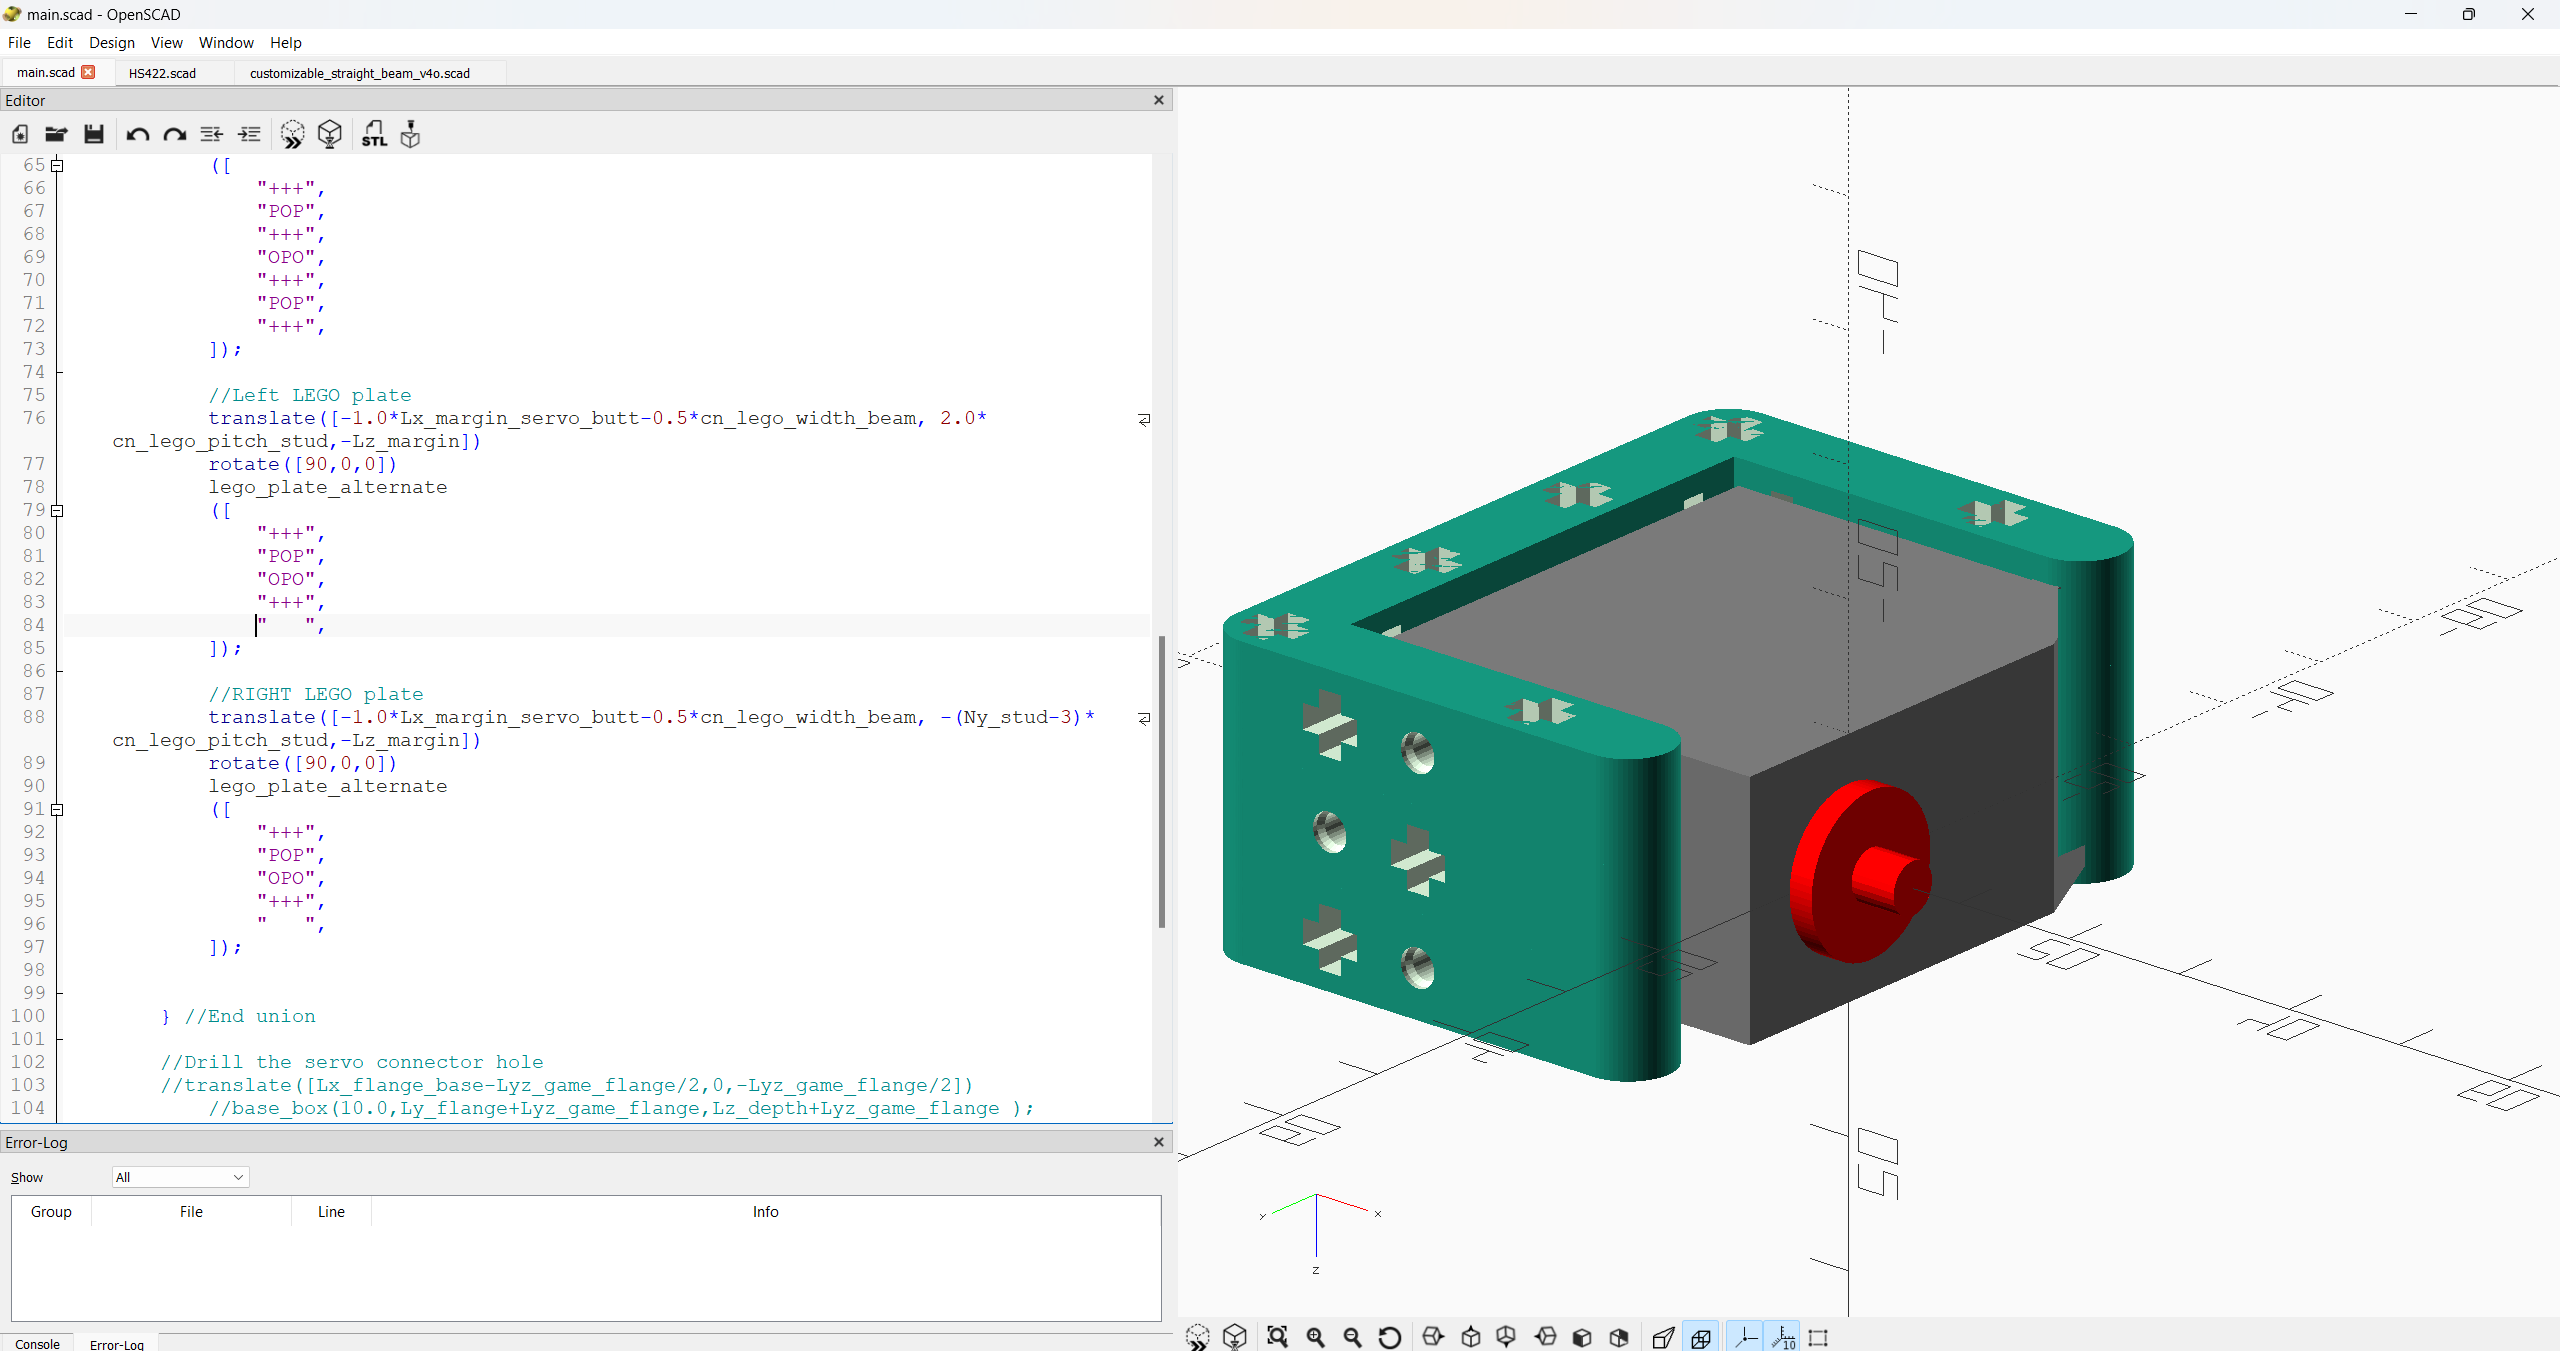 main.scad - OpenSCAD
File Edit Design View Window Help
main.scad HS422.scad customizable_straight_beam_v4o.scad
Editor
STL
65 ([
66 "+++",
67 "POP",
68 "+++",
69 "OPO",
70 "+++",
71 "POP",
72 "+++",
73 ]);
74
75 //Left LEGO plate
76 translate([-1.0*Lx_margin_servo_butt-0.5*cn_lego_width_beam, 2.0*
cn_lego_pitch_stud,-Lz_margin])
77 rotate([90,0,0])
78 lego_plate_alternate
79 ([
80 "+++",
81 "POP",
82 "OPO",
83 "+++",
84 "   ",
85 ]);
86
87 //RIGHT LEGO plate
88 translate([-1.0*Lx_margin_servo_butt-0.5*cn_lego_width_beam, -(Ny_stud-3)*
cn_lego_pitch_stud,-Lz_margin])
89 rotate([90,0,0])
90 lego_plate_alternate
91 ([
92 "+++",
93 "POP",
94 "OPO",
95 "+++",
96 "   ",
97 ]);
98
99
100 } //End union
101
102 //Drill the servo connector hole
103 //translate([Lx_flange_base-Lyz_game_flange/2,0,-Lyz_game_flange/2])
104 //base_box(10.0,Ly_flange+Lyz_game_flange,Lz_depth+Lyz_game_flange );
Error-Log
Show All
Group File Line Info
Console Error-Log
-10
-5
50
50
40
40
20
50
y x
z
10